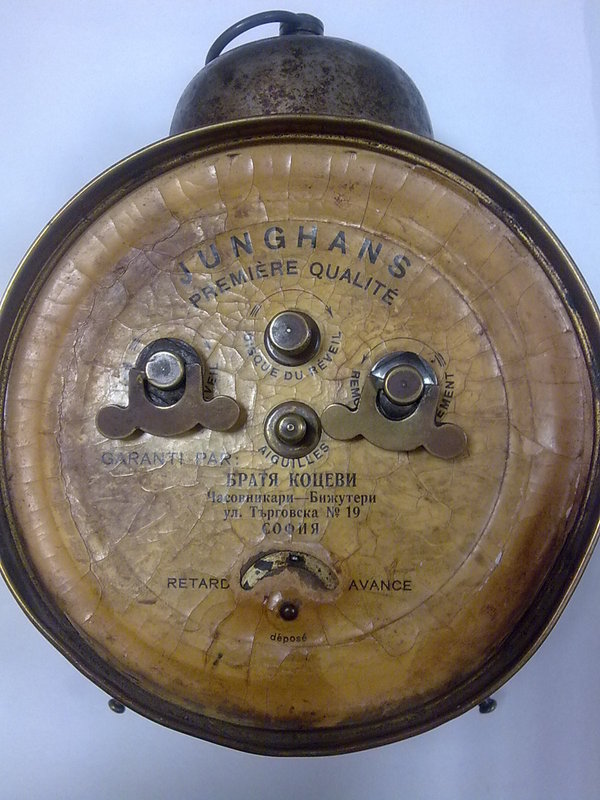 JUNGHANS
PREMIÈRE QUALITÉ
DISQUE DU RÉVEIL
AIGUILLES
GARANTI PAR:
БРАТЯ КОЦЕВИ
Часовникари—Бижутери
ул. Търговска № 19
СОФИЯ
RETARD AVANCE
déposé